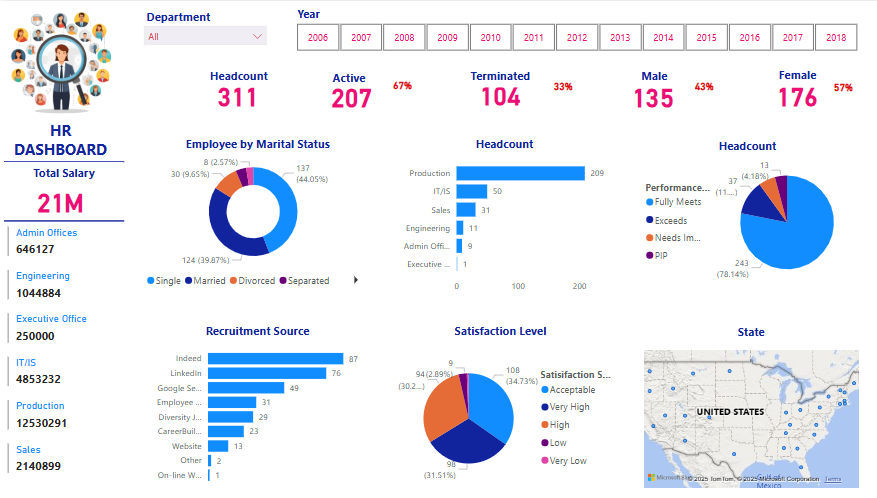 Department
All
Year
2006 2007 2008 2009 2010 2011 2012 2013 2014 2015 2016 2017 2018
Headcount
311
Active
207
67%
Terminated
104
33%
Male
135
43%
Female
176
57%
HR
DASHBOARD
Total Salary
21M
Admin Offices
646127
Engineering
1044884
Executive Office
250000
IT/IS
4853232
Production
12530291
Sales
2140899
Employee by Marital Status
8 (2.57%)
30 (9.65%)
137
(44.05%)
124 (39.87%)
Single Married Divorced Separated
Headcount
Production 209
IT/IS 50
Sales 31
Engineering 11
Admin Offi... 9
Executive ... 1
0 100 200
Headcount
Performance...
Fully Meets
Exceeds
Needs Im...
PIP
13
(4.18%)
37
(11....)
243
(78.14%)
Recruitment Source
Indeed 87
LinkedIn 76
Google Se... 49
Employee ... 31
Diversity J... 29
CareerBuil... 23
Website 13
Other 2
On-line W... 1
Satisfaction Level
9
(2.89%)
94
(30.2...)
108
(34.73%)
98
(31.51%)
Satisifaction S...
Acceptable
Very High
High
Low
Very Low
State
UNITED STATES
Gulf of
Mexico
© 2025 TomTom, © 2025 Microsoft Corporation Terms